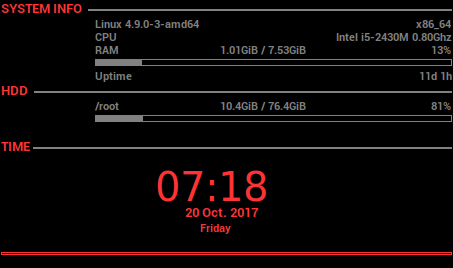 SYSTEM INFO
Linux 4.9.0-3-amd64 x86_64
CPU Intel i5-2430M 0.80Ghz
RAM 1.01GiB / 7.53GiB 13%
Uptime 11d 1h
HDD
/root 10.4GiB / 76.4GiB 81%
TIME
07:18
20 Oct. 2017
Friday